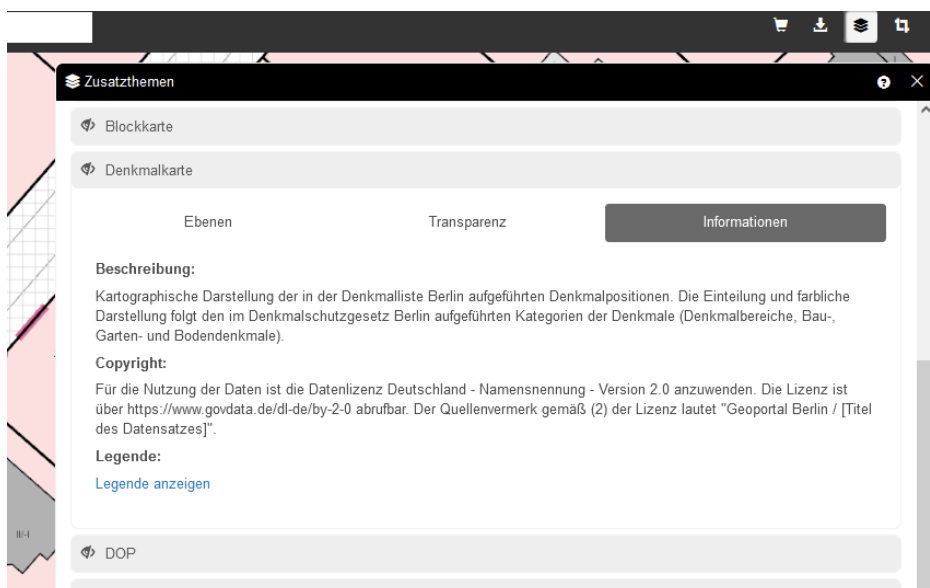 Zusatzthemen
Blockkarte
Denkmalkarte
Ebenen
Transparenz
Informationen
Beschreibung:
Kartographische Darstellung der in der Denkmalliste Berlin aufgeführten Denkmalpositionen. Die Einteilung und farbliche
Darstellung folgt den im Denkmalschutzgesetz Berlin aufgeführten Kategorien der Denkmale (Denkmalbereiche, Bau-,
Garten- und Bodendenkmale).
Copyright:
Für die Nutzung der Daten ist die Datenlizenz Deutschland - Namensnennung - Version 2.0 anzuwenden. Die Lizenz ist
über https://www.govdata.de/dl-de/by-2-0 abrufbar. Der Quellenvermerk gemäß (2) der Lizenz lautet "Geoportal Berlin / [Titel
des Datensatzes]".
Legende:
Legende anzeigen
DOP